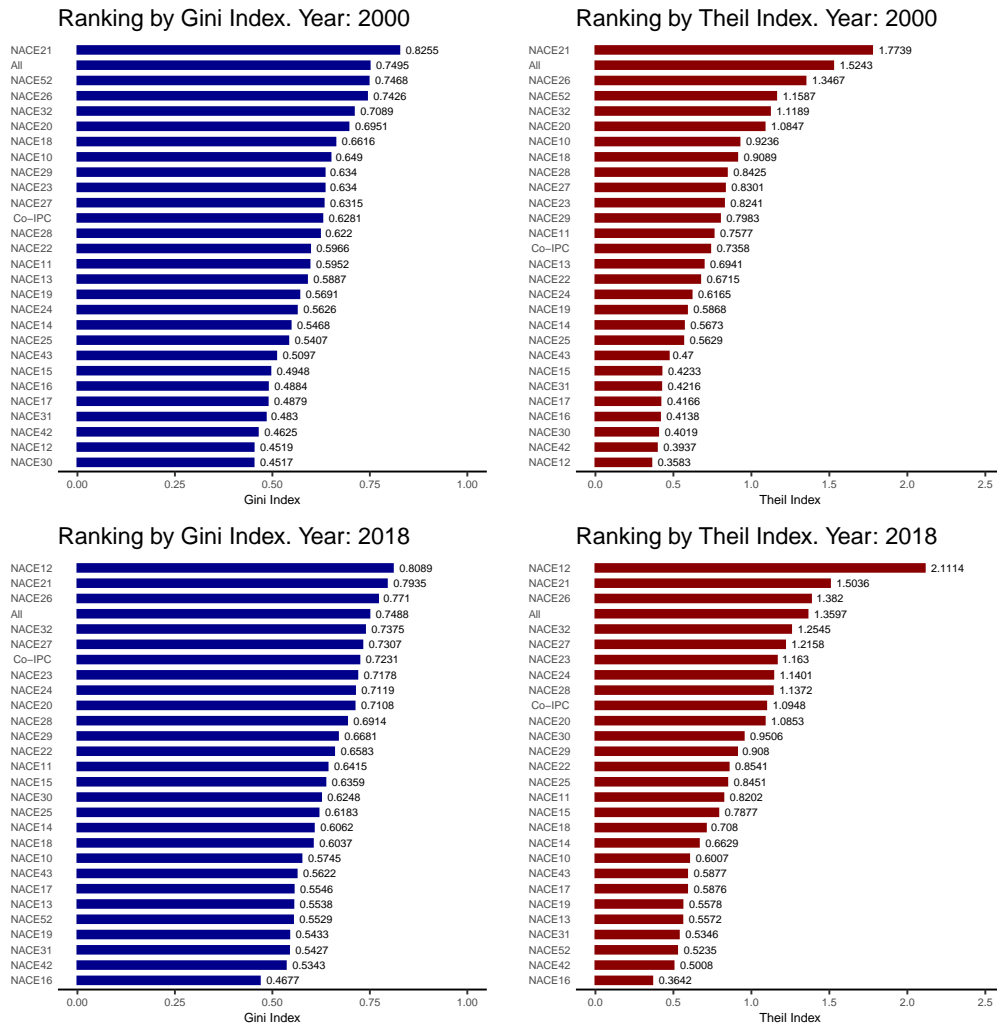 Ranking by Gini Index. Year: 2000
NACE21 0.8255
All 0.7495
NACE52 0.7468
NACE26 0.7426
NACE32 0.7089
NACE20 0.6951
NACE18 0.6616
NACE10 0.649
NACE29 0.634
NACE23 0.634
NACE27 0.6315
Co−IPC 0.6281
NACE28 0.622
NACE22 0.5966
NACE11 0.5952
NACE13 0.5887
NACE19 0.5691
NACE24 0.5626
NACE14 0.5468
NACE25 0.5407
NACE43 0.5097
NACE15 0.4948
NACE16 0.4884
NACE17 0.4879
NACE31 0.483
NACE42 0.4625
NACE12 0.4519
NACE30 0.4517
0.00 0.25 0.50 0.75 1.00
Gini Index
Ranking by Theil Index. Year: 2000
NACE21 1.7739
All 1.5243
NACE26 1.3467
NACE52 1.1587
NACE32 1.1189
NACE20 1.0847
NACE10 0.9236
NACE18 0.9089
NACE28 0.8425
NACE27 0.8301
NACE23 0.8241
NACE29 0.7983
NACE11 0.7577
Co−IPC 0.7358
NACE13 0.6941
NACE22 0.6715
NACE24 0.6165
NACE19 0.5868
NACE14 0.5673
NACE25 0.5629
NACE43 0.47
NACE15 0.4233
NACE31 0.4216
NACE17 0.4166
NACE16 0.4138
NACE30 0.4019
NACE42 0.3937
NACE12 0.3583
0.0 0.5 1.0 1.5 2.0 2.5
Theil Index
Ranking by Gini Index. Year: 2018
NACE12 0.8089
NACE21 0.7935
NACE26 0.771
All 0.7488
NACE32 0.7375
NACE27 0.7307
Co−IPC 0.7231
NACE23 0.7178
NACE24 0.7119
NACE20 0.7108
NACE28 0.6914
NACE29 0.6681
NACE22 0.6583
NACE11 0.6415
NACE15 0.6359
NACE30 0.6248
NACE25 0.6183
NACE14 0.6062
NACE18 0.6037
NACE10 0.5745
NACE43 0.5622
NACE17 0.5546
NACE13 0.5538
NACE52 0.5529
NACE19 0.5433
NACE31 0.5427
NACE42 0.5343
NACE16 0.4677
0.00 0.25 0.50 0.75 1.00
Gini Index
Ranking by Theil Index. Year: 2018
NACE12 2.1114
NACE21 1.5036
NACE26 1.382
All 1.3597
NACE32 1.2545
NACE27 1.2158
NACE23 1.163
NACE24 1.1401
NACE28 1.1372
Co−IPC 1.0948
NACE20 1.0853
NACE30 0.9506
NACE29 0.908
NACE22 0.8541
NACE25 0.8451
NACE11 0.8202
NACE15 0.7877
NACE18 0.708
NACE14 0.6629
NACE10 0.6007
NACE43 0.5877
NACE17 0.5876
NACE19 0.5578
NACE13 0.5572
NACE31 0.5346
NACE52 0.5235
NACE42 0.5008
NACE16 0.3642
0.0 0.5 1.0 1.5 2.0 2.5
Theil Index